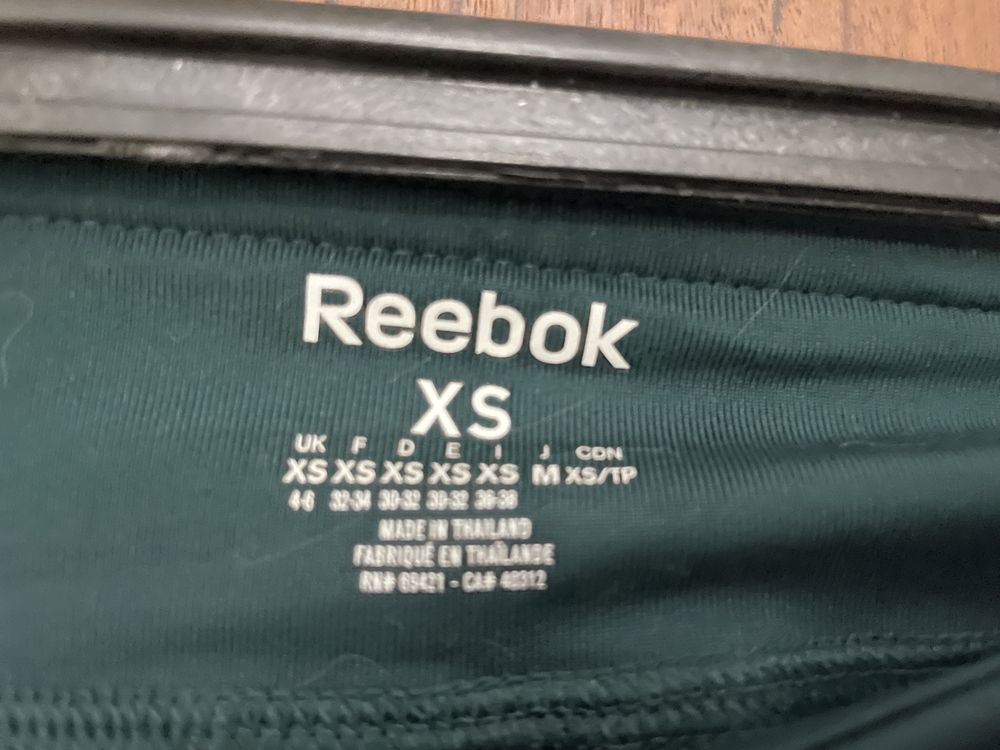 Reebok
XS
UK F D E I J CDN
XS XS XS XS XS M XS/TP
4-6 32-34 30-32 30-32 36-38
MADE IN THAILAND
FABRIQUÉ EN THAÏLANDE
RN# 69421 - CA# 40312